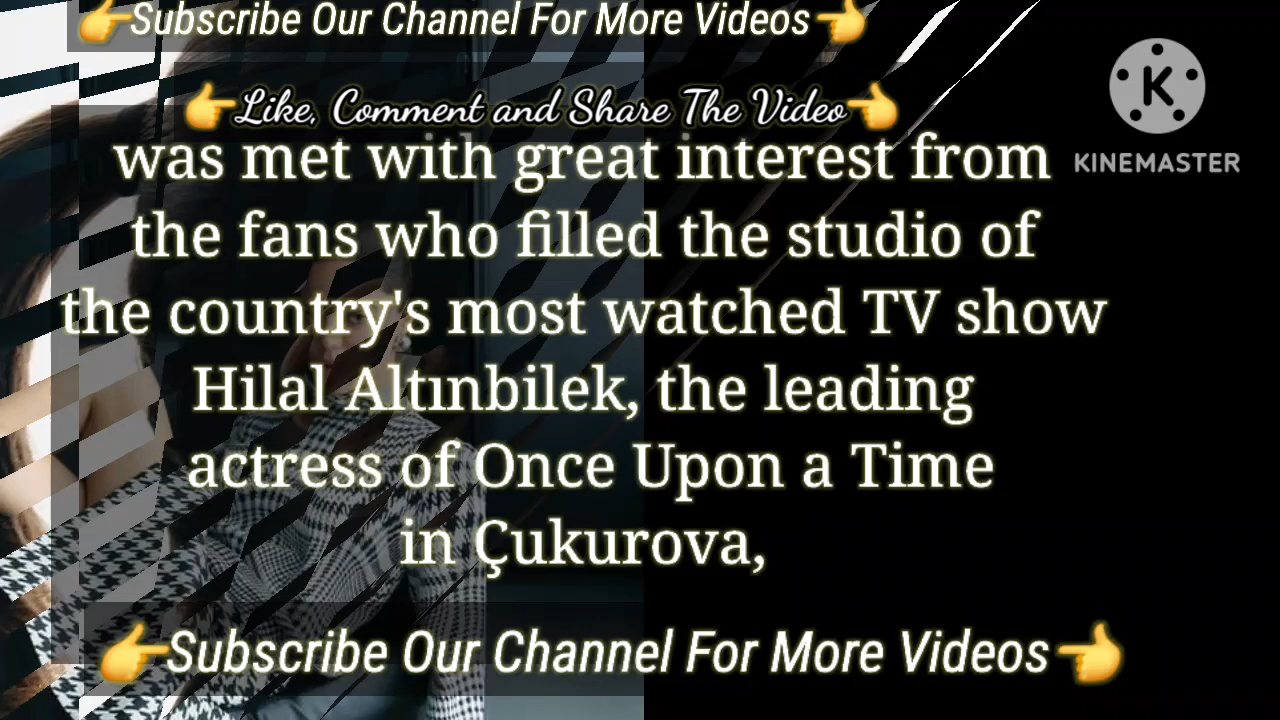 👉Subscribe Our Channel For More Videos👈
👉Like, Comment and Share The Video👈
K
KINEMASTER
was met with great interest from
the fans who filled the studio of
the country's most watched TV show
Hilal Altınbilek, the leading
actress of Once Upon a Time
in Çukurova,
👉Subscribe Our Channel For More Videos👈